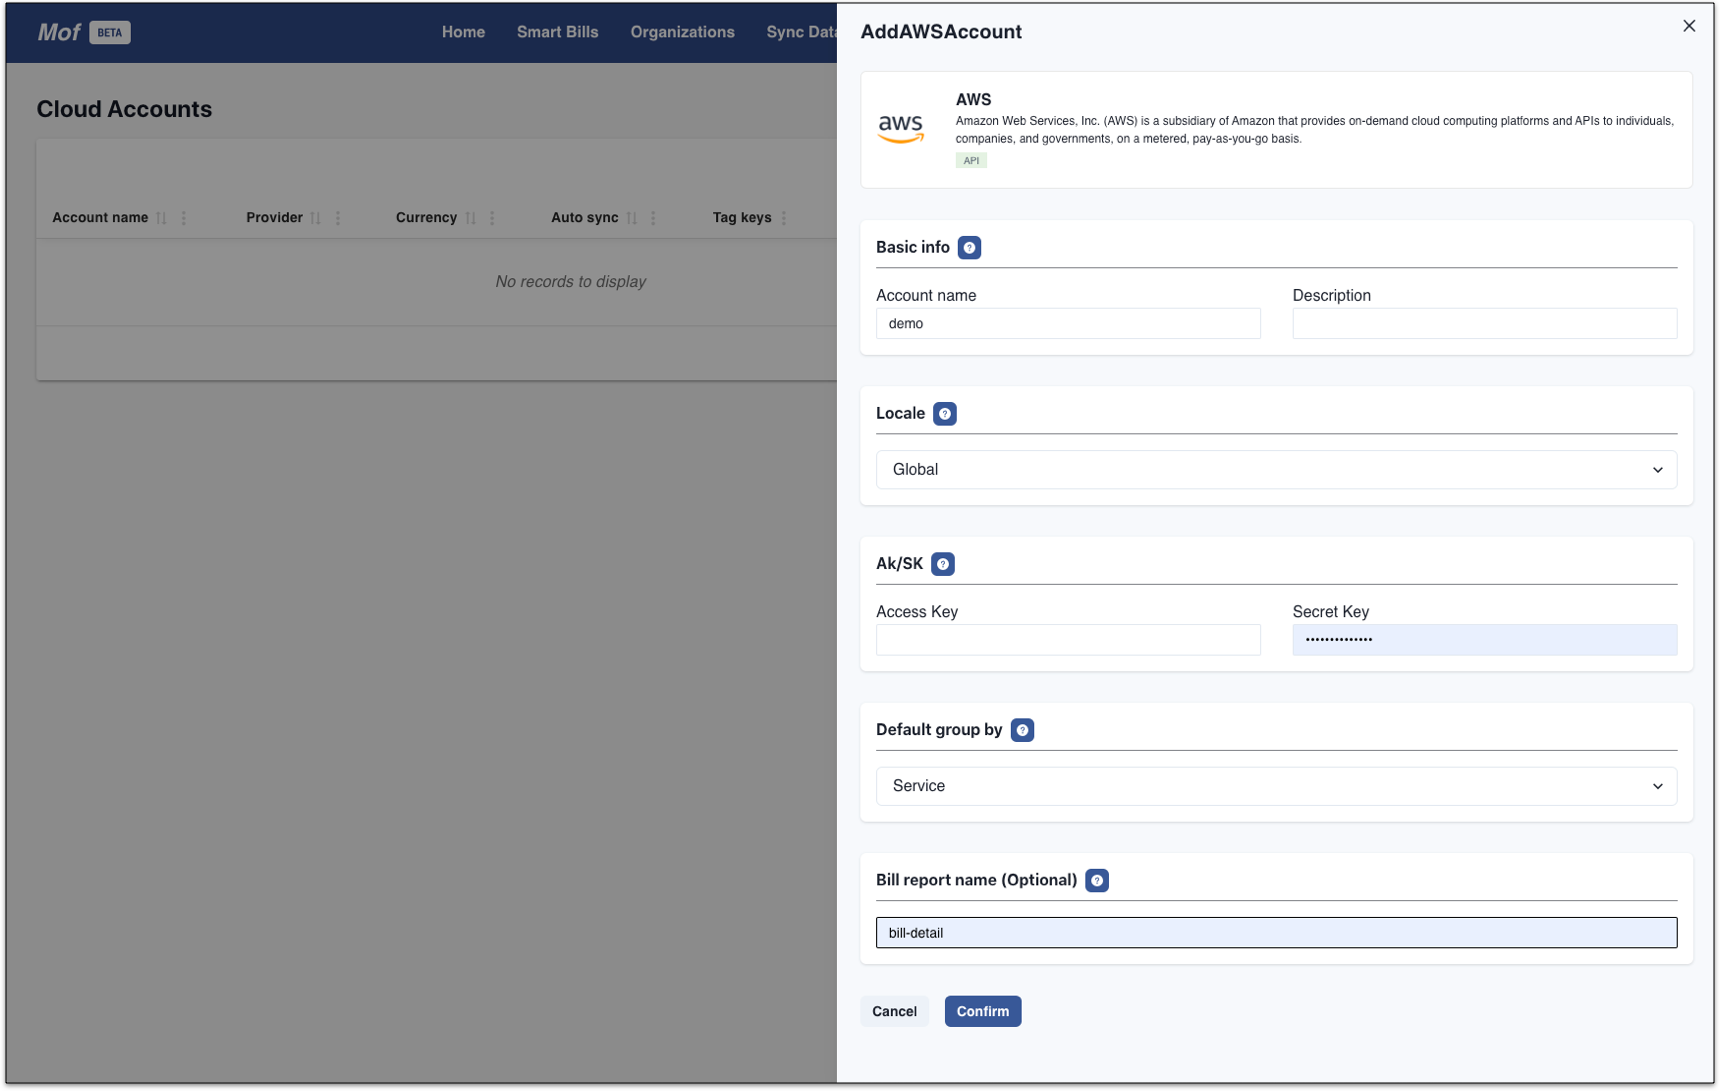 Mof BETA
Home Smart Bills Organizations Sync Data
Cloud Accounts
Account name Provider Currency Auto sync Tag keys
No records to display
AddAWSAccount
aws
AWS
Amazon Web Services, Inc. (AWS) is a subsidiary of Amazon that provides on-demand cloud computing platforms and APIs to individuals,
companies, and governments, on a metered, pay-as-you-go basis.
API
Basic info
Account name Description
demo
Locale
Global
Ak/SK
Access Key Secret Key
••••••••••••••
Default group by
Service
Bill report name (Optional)
bill-detail
Cancel Confirm